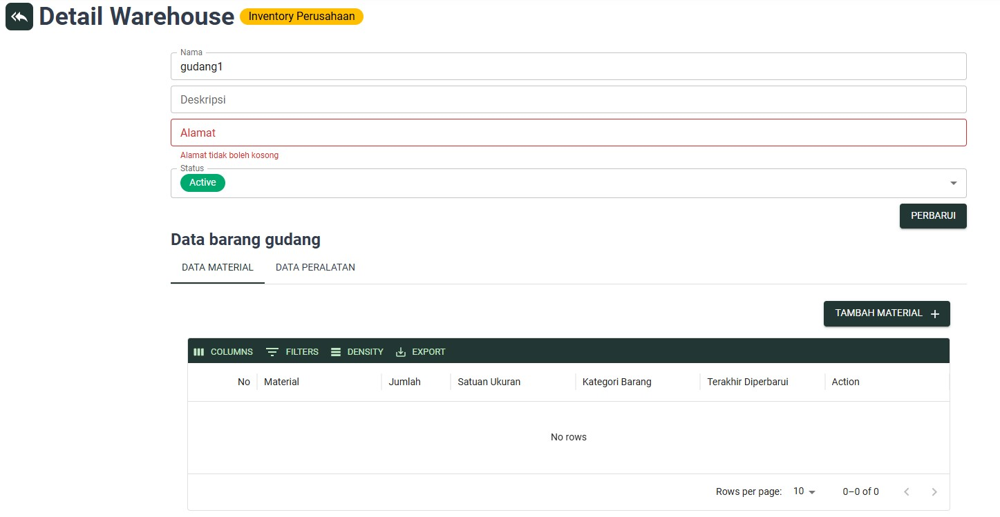 Detail Warehouse Inventory Perusahaan
Nama
gudang1
Deskripsi
Alamat
Alamat tidak boleh kosong
Status
Active
PERBARUI
Data barang gudang
DATA MATERIAL DATA PERALATAN
TAMBAH MATERIAL +
COLUMNS FILTERS DENSITY EXPORT
No Material Jumlah Satuan Ukuran Kategori Barang Terakhir Diperbarui Action
No rows
Rows per page: 10 0–0 of 0